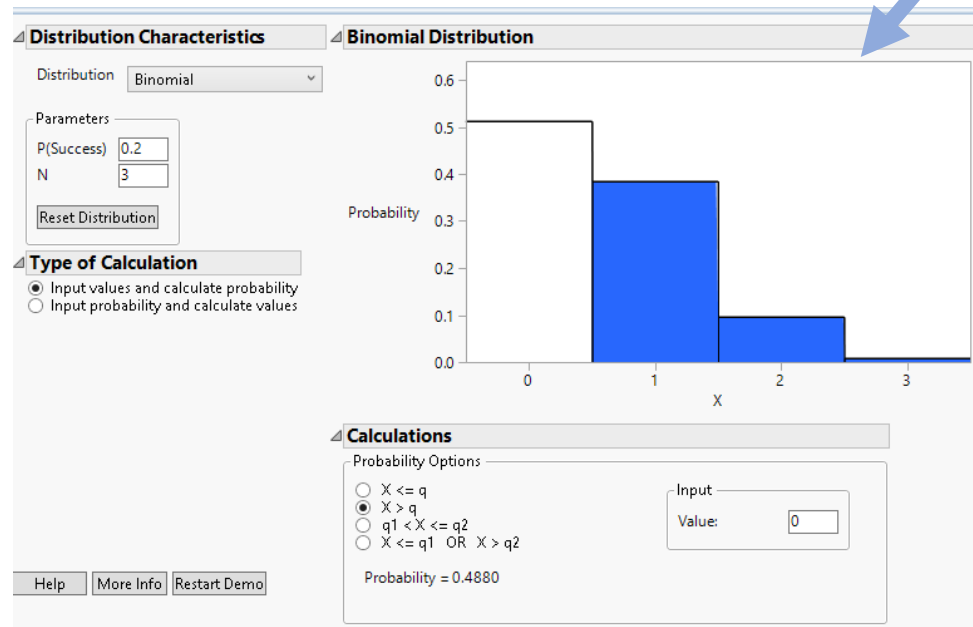 Distribution Characteristics
Distribution Binomial
Parameters
P(Success) 0.2
N 3
Reset Distribution
Type of Calculation
Input values and calculate probability
Input probability and calculate values
Help More Info Restart Demo
Binomial Distribution
Probability
0.6
0.5
0.4
0.3
0.2
0.1
0.0
0 1 2 3
X
Calculations
Probability Options
X <= q
X > q
q1 < X <= q2
X <= q1 OR X > q2
Input
Value: 0
Probability = 0.4880